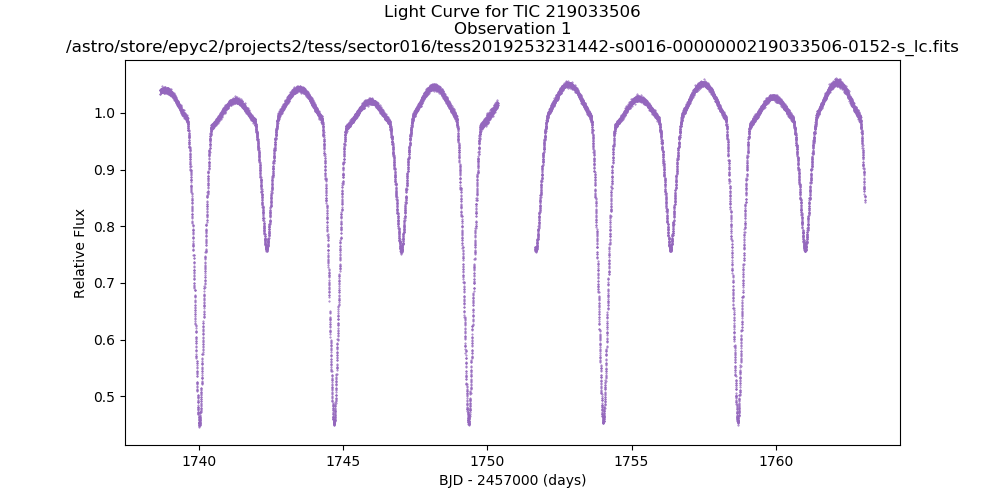 Light Curve for TIC 219033506
Observation 1
/astro/store/epyc2/projects2/tess/sector016/tess2019253231442-s0016-0000000219033506-0152-s_lc.fits
Relative Flux
1.0
0.9
0.8
0.7
0.6
0.5
1740
1745
1750
1755
1760
BJD - 2457000 (days)